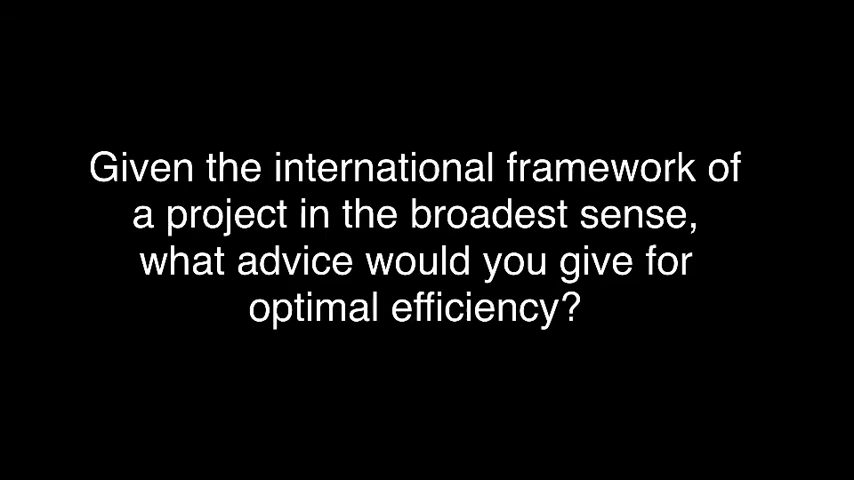 Given the international framework of
a project in the broadest sense,
what advice would you give for
optimal efficiency?